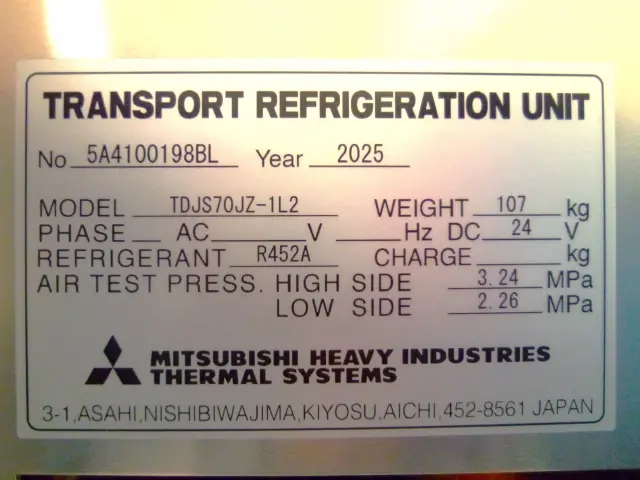 TRANSPORT REFRIGERATION UNIT
No 5A4100198BL Year 2025
MODEL TDJS70JZ-1L2 WEIGHT 107 kg
PHASE AC V Hz DC 24 V
REFRIGERANT R452A CHARGE kg
AIR TEST PRESS. HIGH SIDE 3.24 MPa
LOW SIDE 2.26 MPa
MITSUBISHI HEAVY INDUSTRIES
THERMAL SYSTEMS
3-1,ASAHI,NISHIBIWAJIMA,KIYOSU,AICHI,452-8561 JAPAN